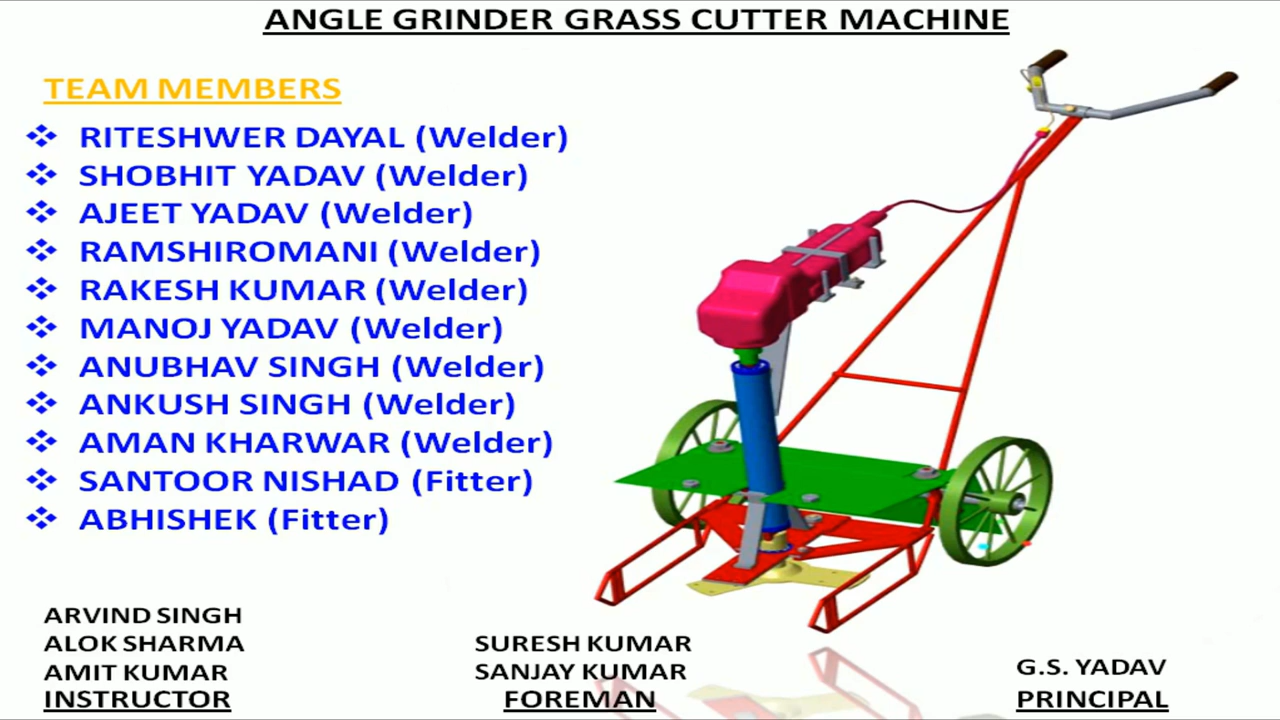 ANGLE GRINDER GRASS CUTTER MACHINE
TEAM MEMBERS
RITESHWER DAYAL (Welder)
SHOBHIT YADAV (Welder)
AJEET YADAV (Welder)
RAMSHIROMANI (Welder)
RAKESH KUMAR (Welder)
MANOJ YADAV (Welder)
ANUBHAV SINGH (Welder)
ANKUSH SINGH (Welder)
AMAN KHARWAR (Welder)
SANTOOR NISHAD (Fitter)
ABHISHEK (Fitter)
ARVIND SINGH
ALOK SHARMA
AMIT KUMAR
INSTRUCTOR
SURESH KUMAR
SANJAY KUMAR
FOREMAN
G.S. YADAV
PRINCIPAL